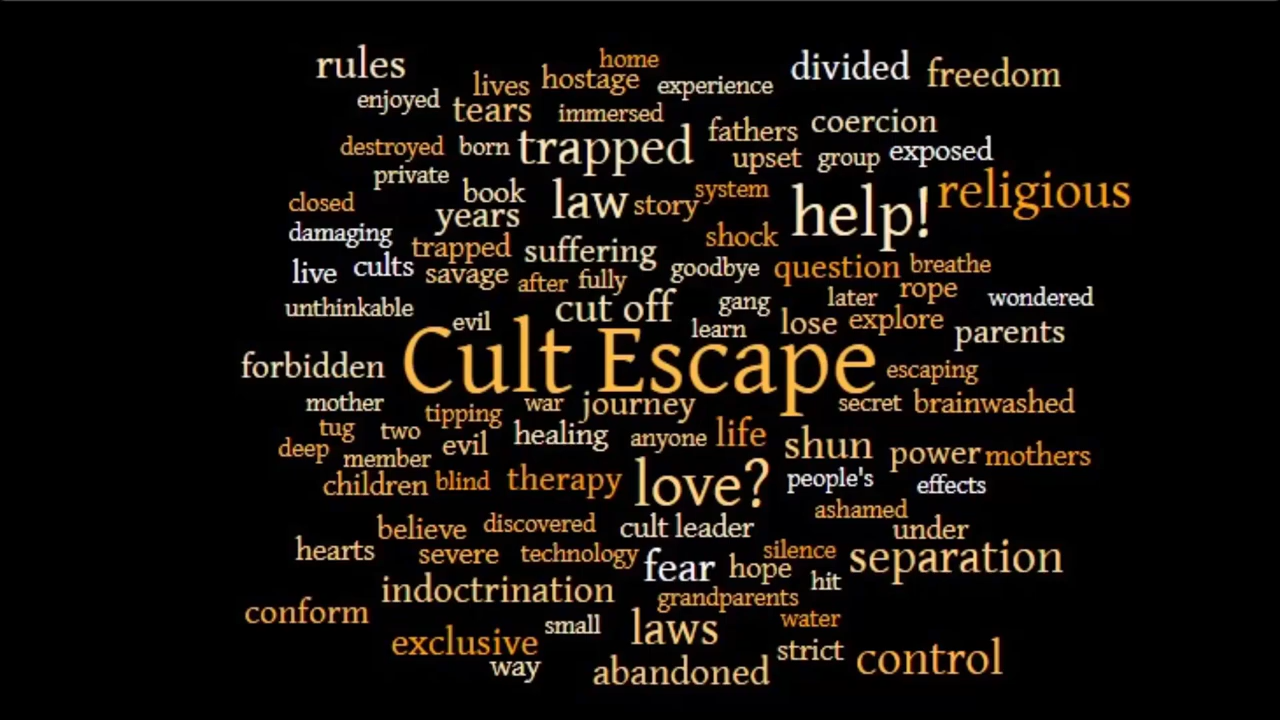 home
rules divided freedom
lives hostage experience
enjoyed tears immersed
fathers coercion
destroyed born trapped upset group exposed
private
closed book law story system help! religious
years
damaging trapped suffering shock
live cults savage after fully goodbye question breathe
unthinkable cut off gang later rope wondered
evil learn lose explore parents
forbidden Cult Escape escaping
mother tipping war journey secret brainwashed
tug two healing anyone life shun
deep member evil power mothers
children blind therapy love? people's effects
ashamed
believe discovered cult leader under
hearts severe technology fear hope silence separation
hit
indoctrination grandparents
conform small laws water
exclusive strict control
way abandoned